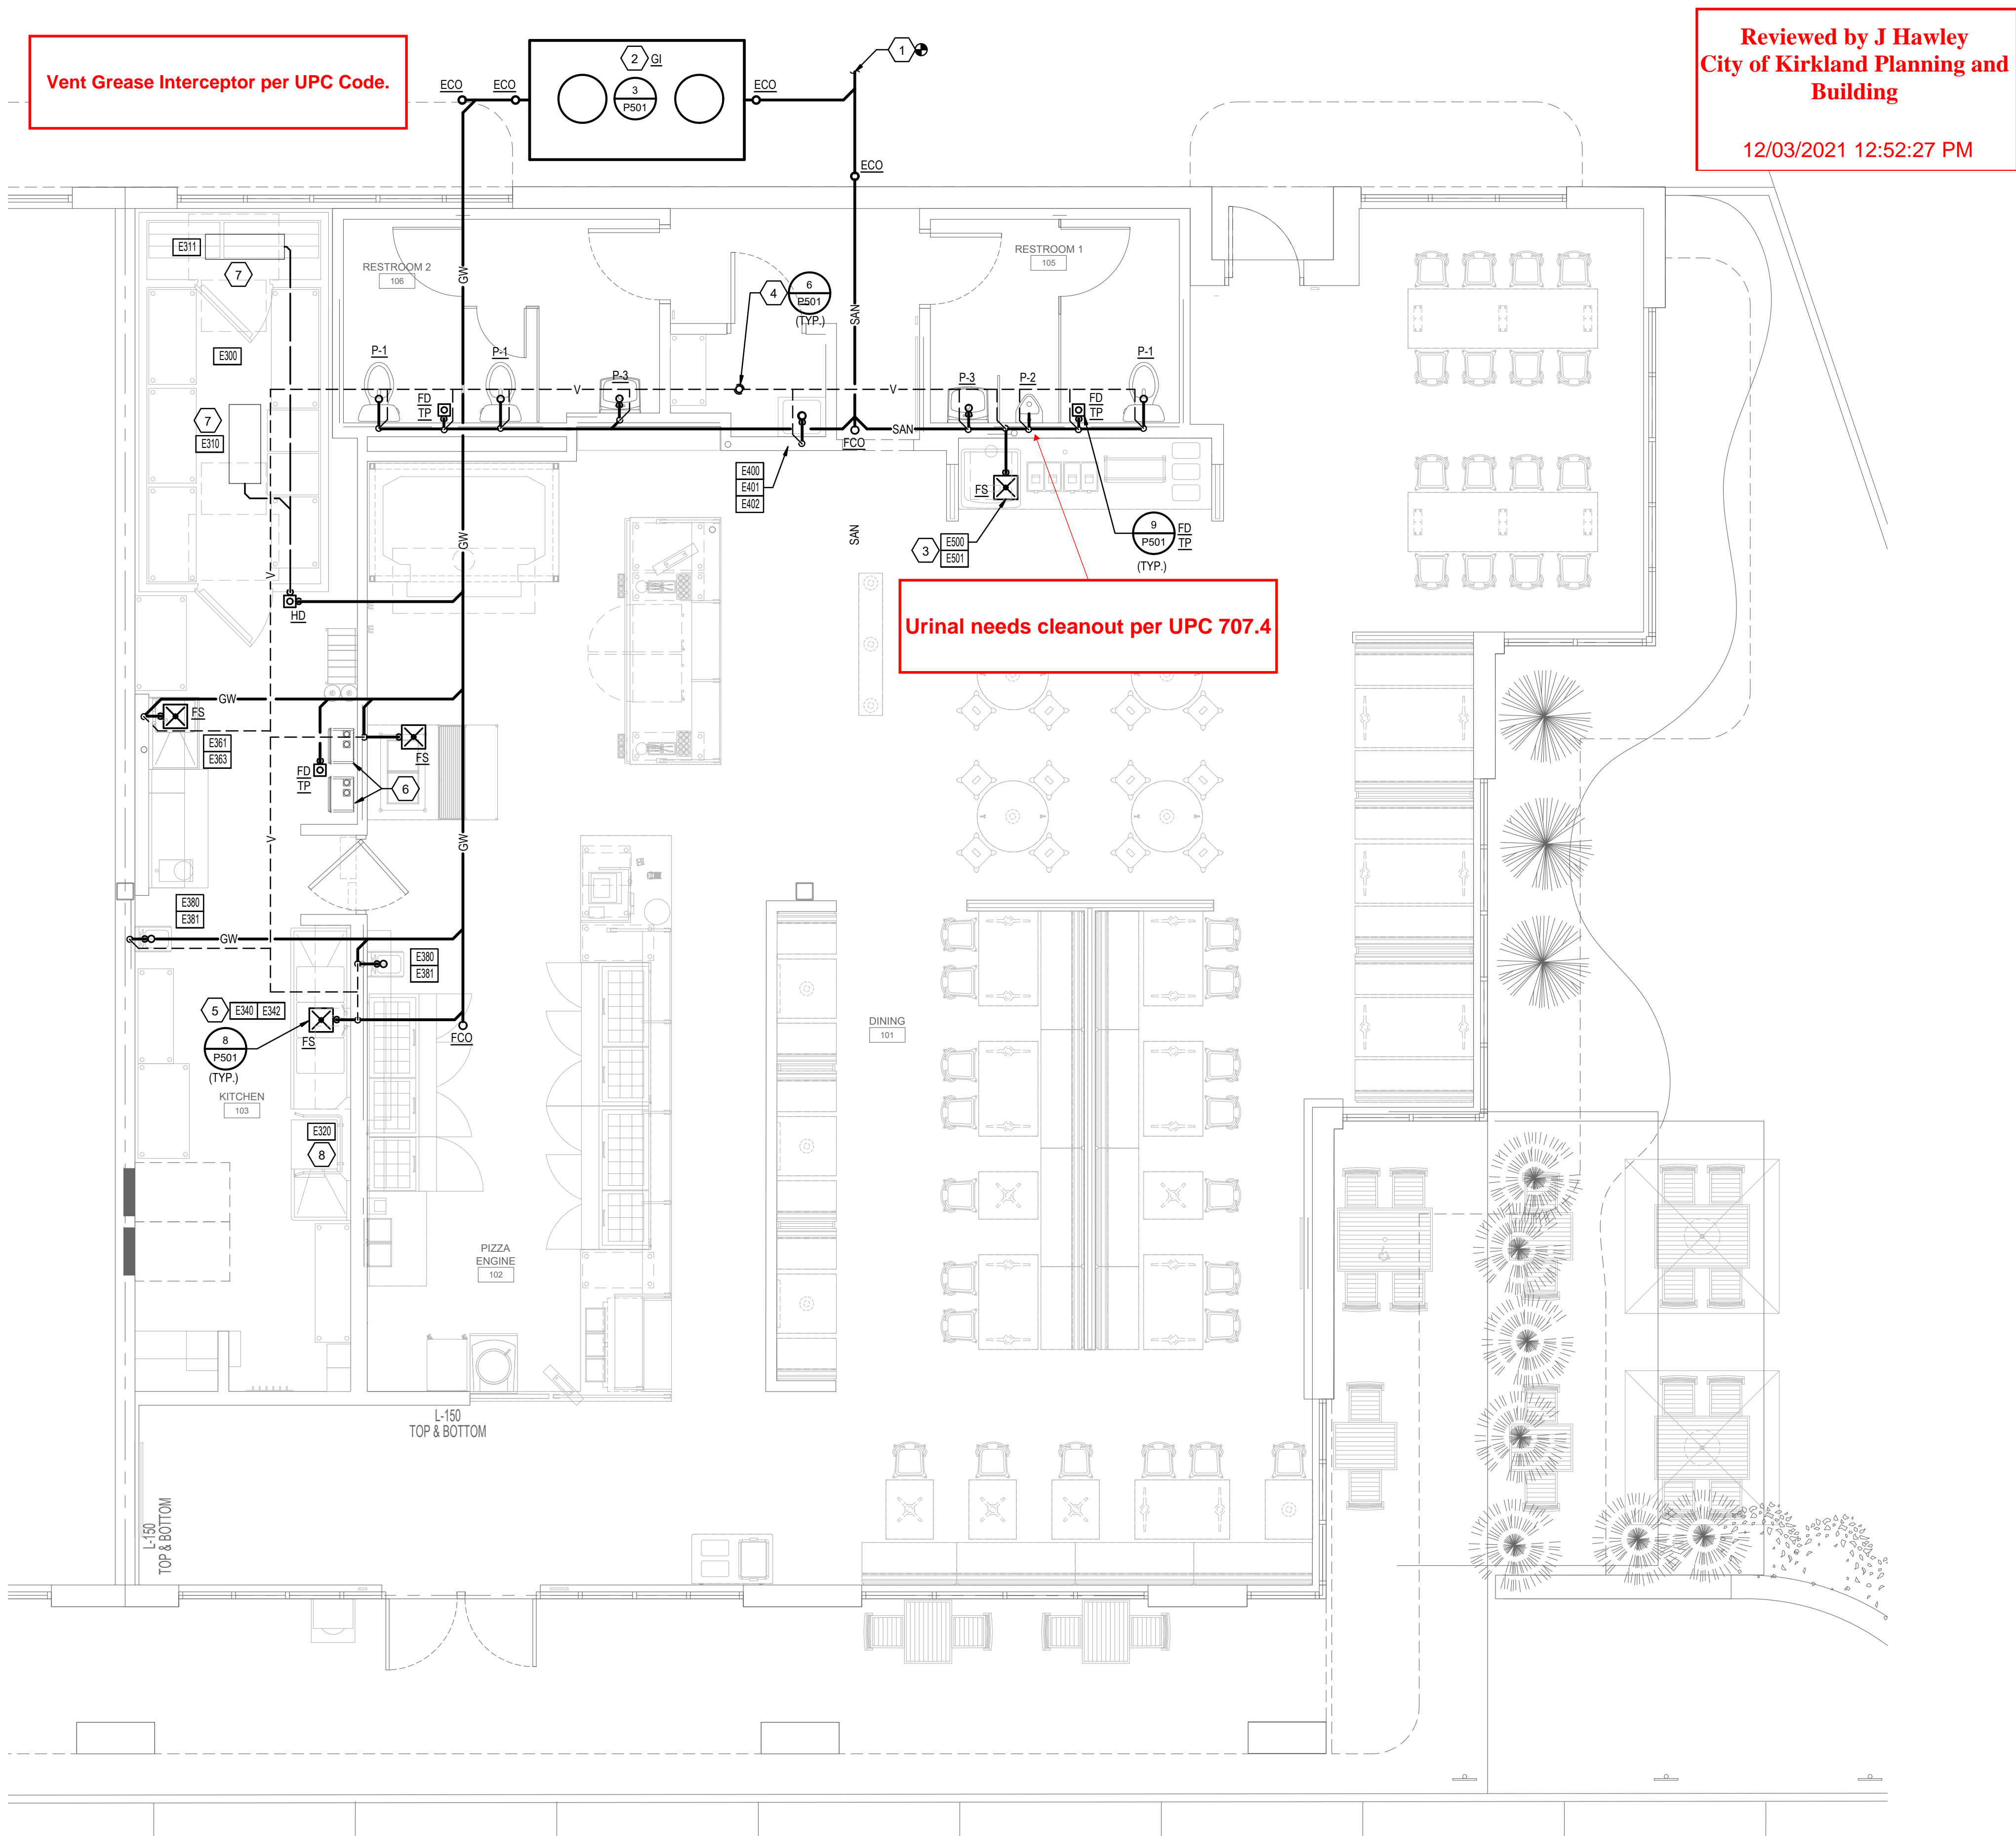 Reviewed by J Hawley
City of Kirkland Planning and
Building
12/03/2021 12:52:27 PM
Vent Grease Interceptor per UPC Code.
2 GI
3
P501
1
ECO
ECO
ECO
ECO
E311
7
RESTROOM 2
106
GW
4
6
P501
(TYP.)
SAN
RESTROOM 1
105
E300
P-1
P-1
P-3
P-3
P-2
P-1
V
V
FD
TP
FD
TP
7
E310
SAN
FCO
E400
E401
E402
FS
SAN
GW
3
E500
E501
9
P501
FD
TP
(TYP.)
V
HD
Urinal needs cleanout per UPC 707.4
GW
FS
E361
E363
FS
FD
TP
6
V
GW
E380
E381
GW
E380
E381
5
E340
E342
8
P501
(TYP.)
FS
FCO
DINING
101
KITCHEN
103
E320
8
PIZZA
ENGINE
102
L-150
TOP & BOTTOM
L-150
TOP & BOTTOM